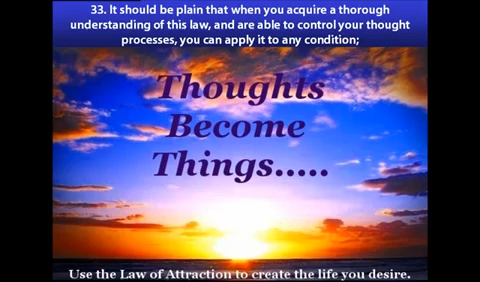 33. It should be plain that when you acquire a thorough
understanding of this law, and are able to control your thought
processes, you can apply it to any condition;
Thoughts
Become
Things.....
Use the Law of Attraction to create the life you desire.